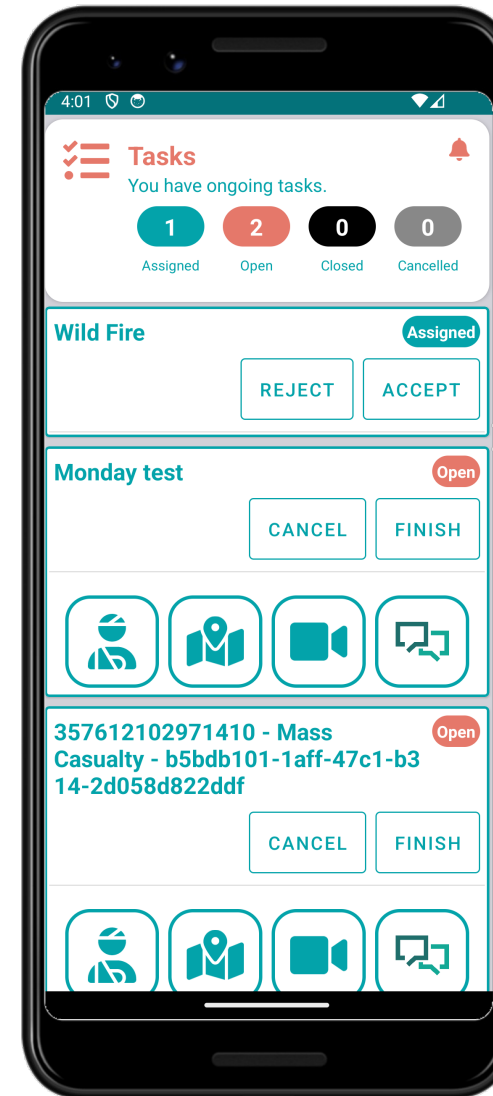 4:01
Tasks
You have ongoing tasks.
1 2 0 0
Assigned Open Closed Cancelled
Wild Fire Assigned
REJECT ACCEPT
Monday test Open
CANCEL FINISH
357612102971410 - Mass Open
Casualty - b5bdb101-1aff-47c1-b3
14-2d058d822ddf
CANCEL FINISH